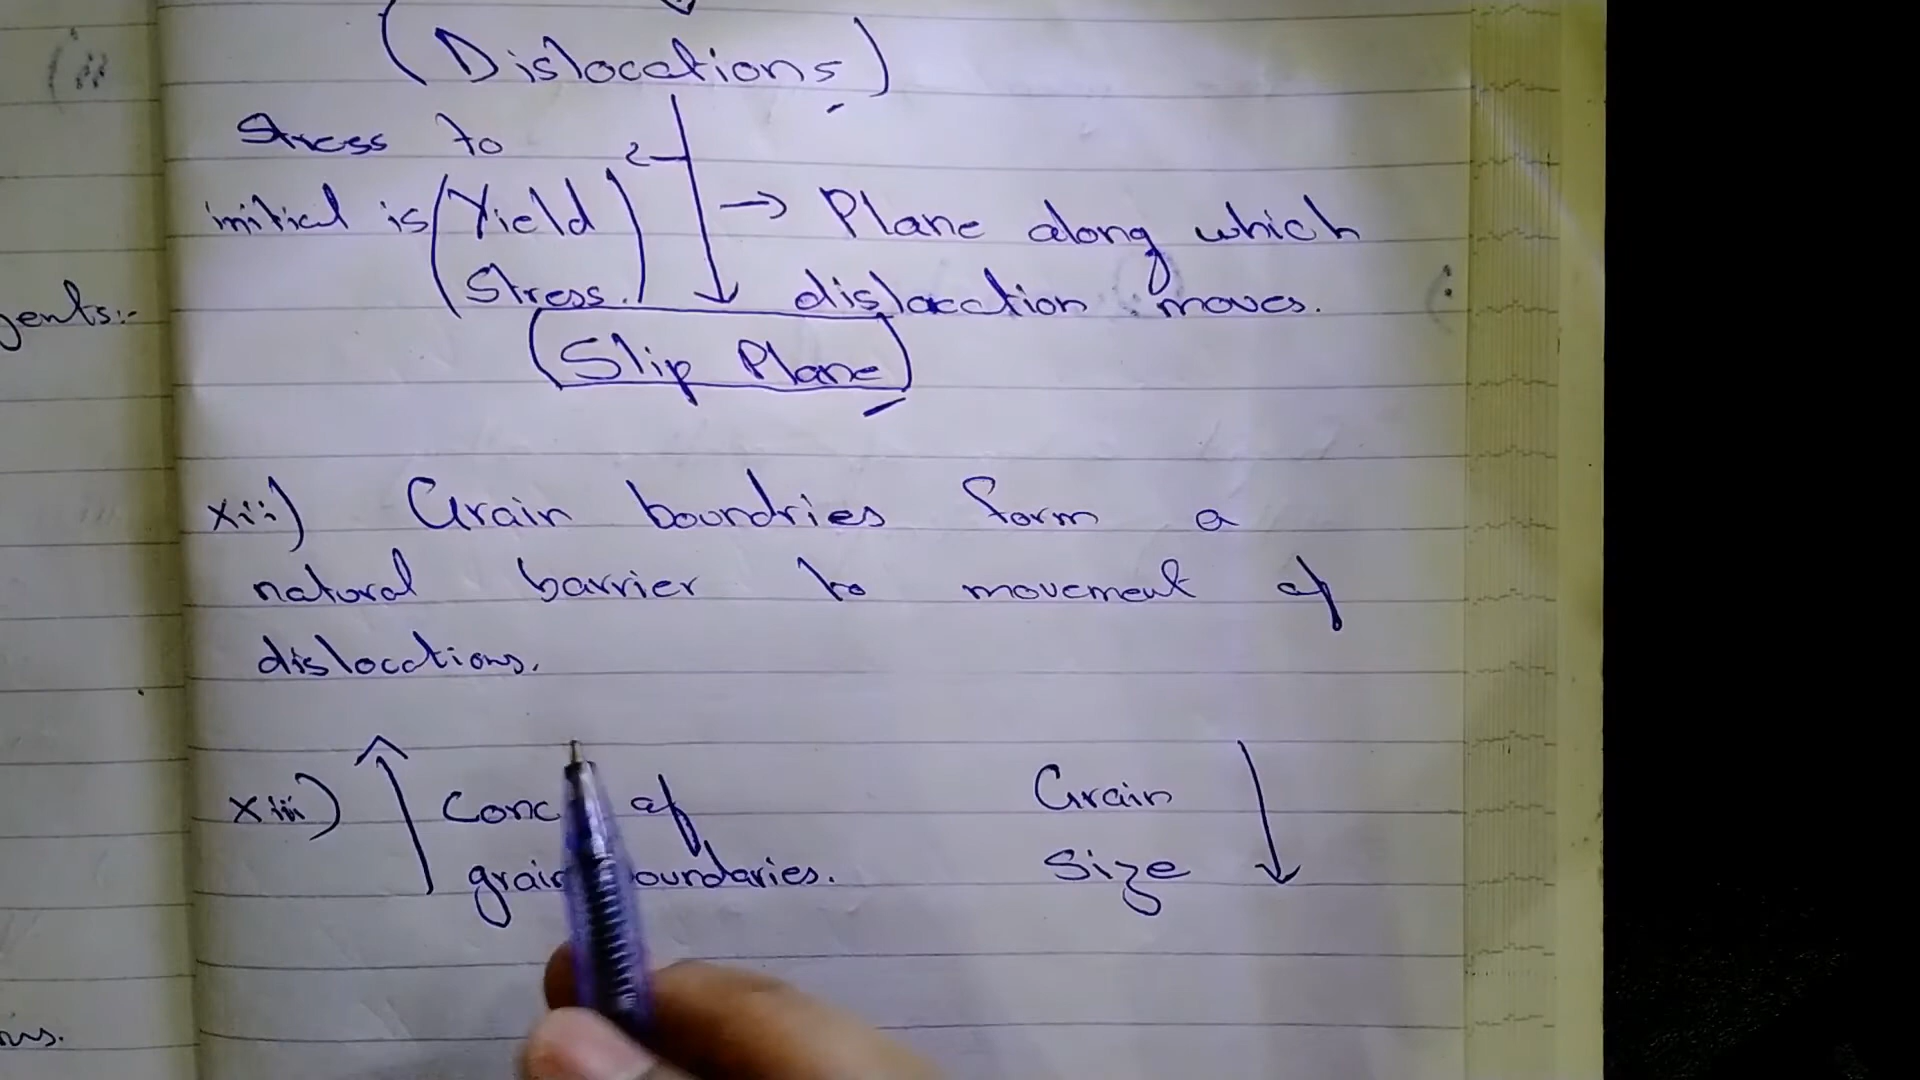 (Dislocations)
Stress to
initial is (Yield
Stress.)
→ Plane along which
dislocation moves.
(Slip Plane)
xii) Grain boundries form a
natural barrier to movement of
dislocations.
xiii) ↑ Conc of
grain boundaries.
Grain
Size ↓
gents:-